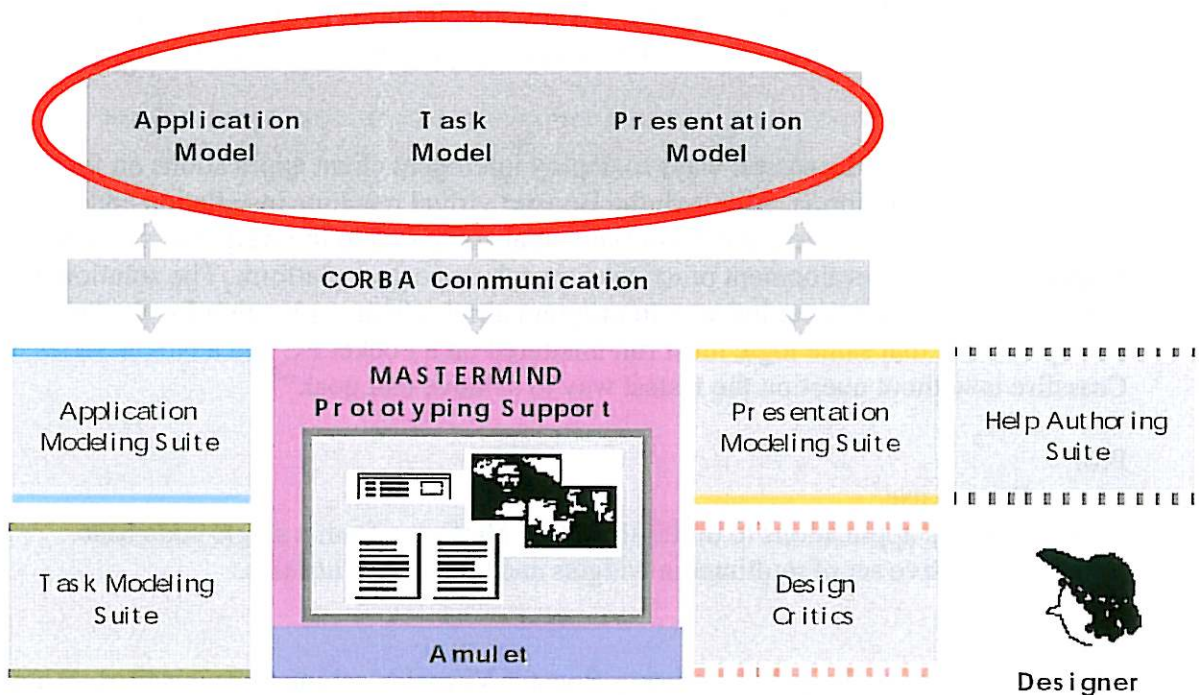 Application
Model
Task
Model
Presentation
Model
CORBA Communication
Application
Modeling Suite
MASTERMIND
Prototyping Support
Presentation
Modeling Suite
Help Authoring
Suite
Task Modeling
Suite
Design
Critics
Amulet
Designer